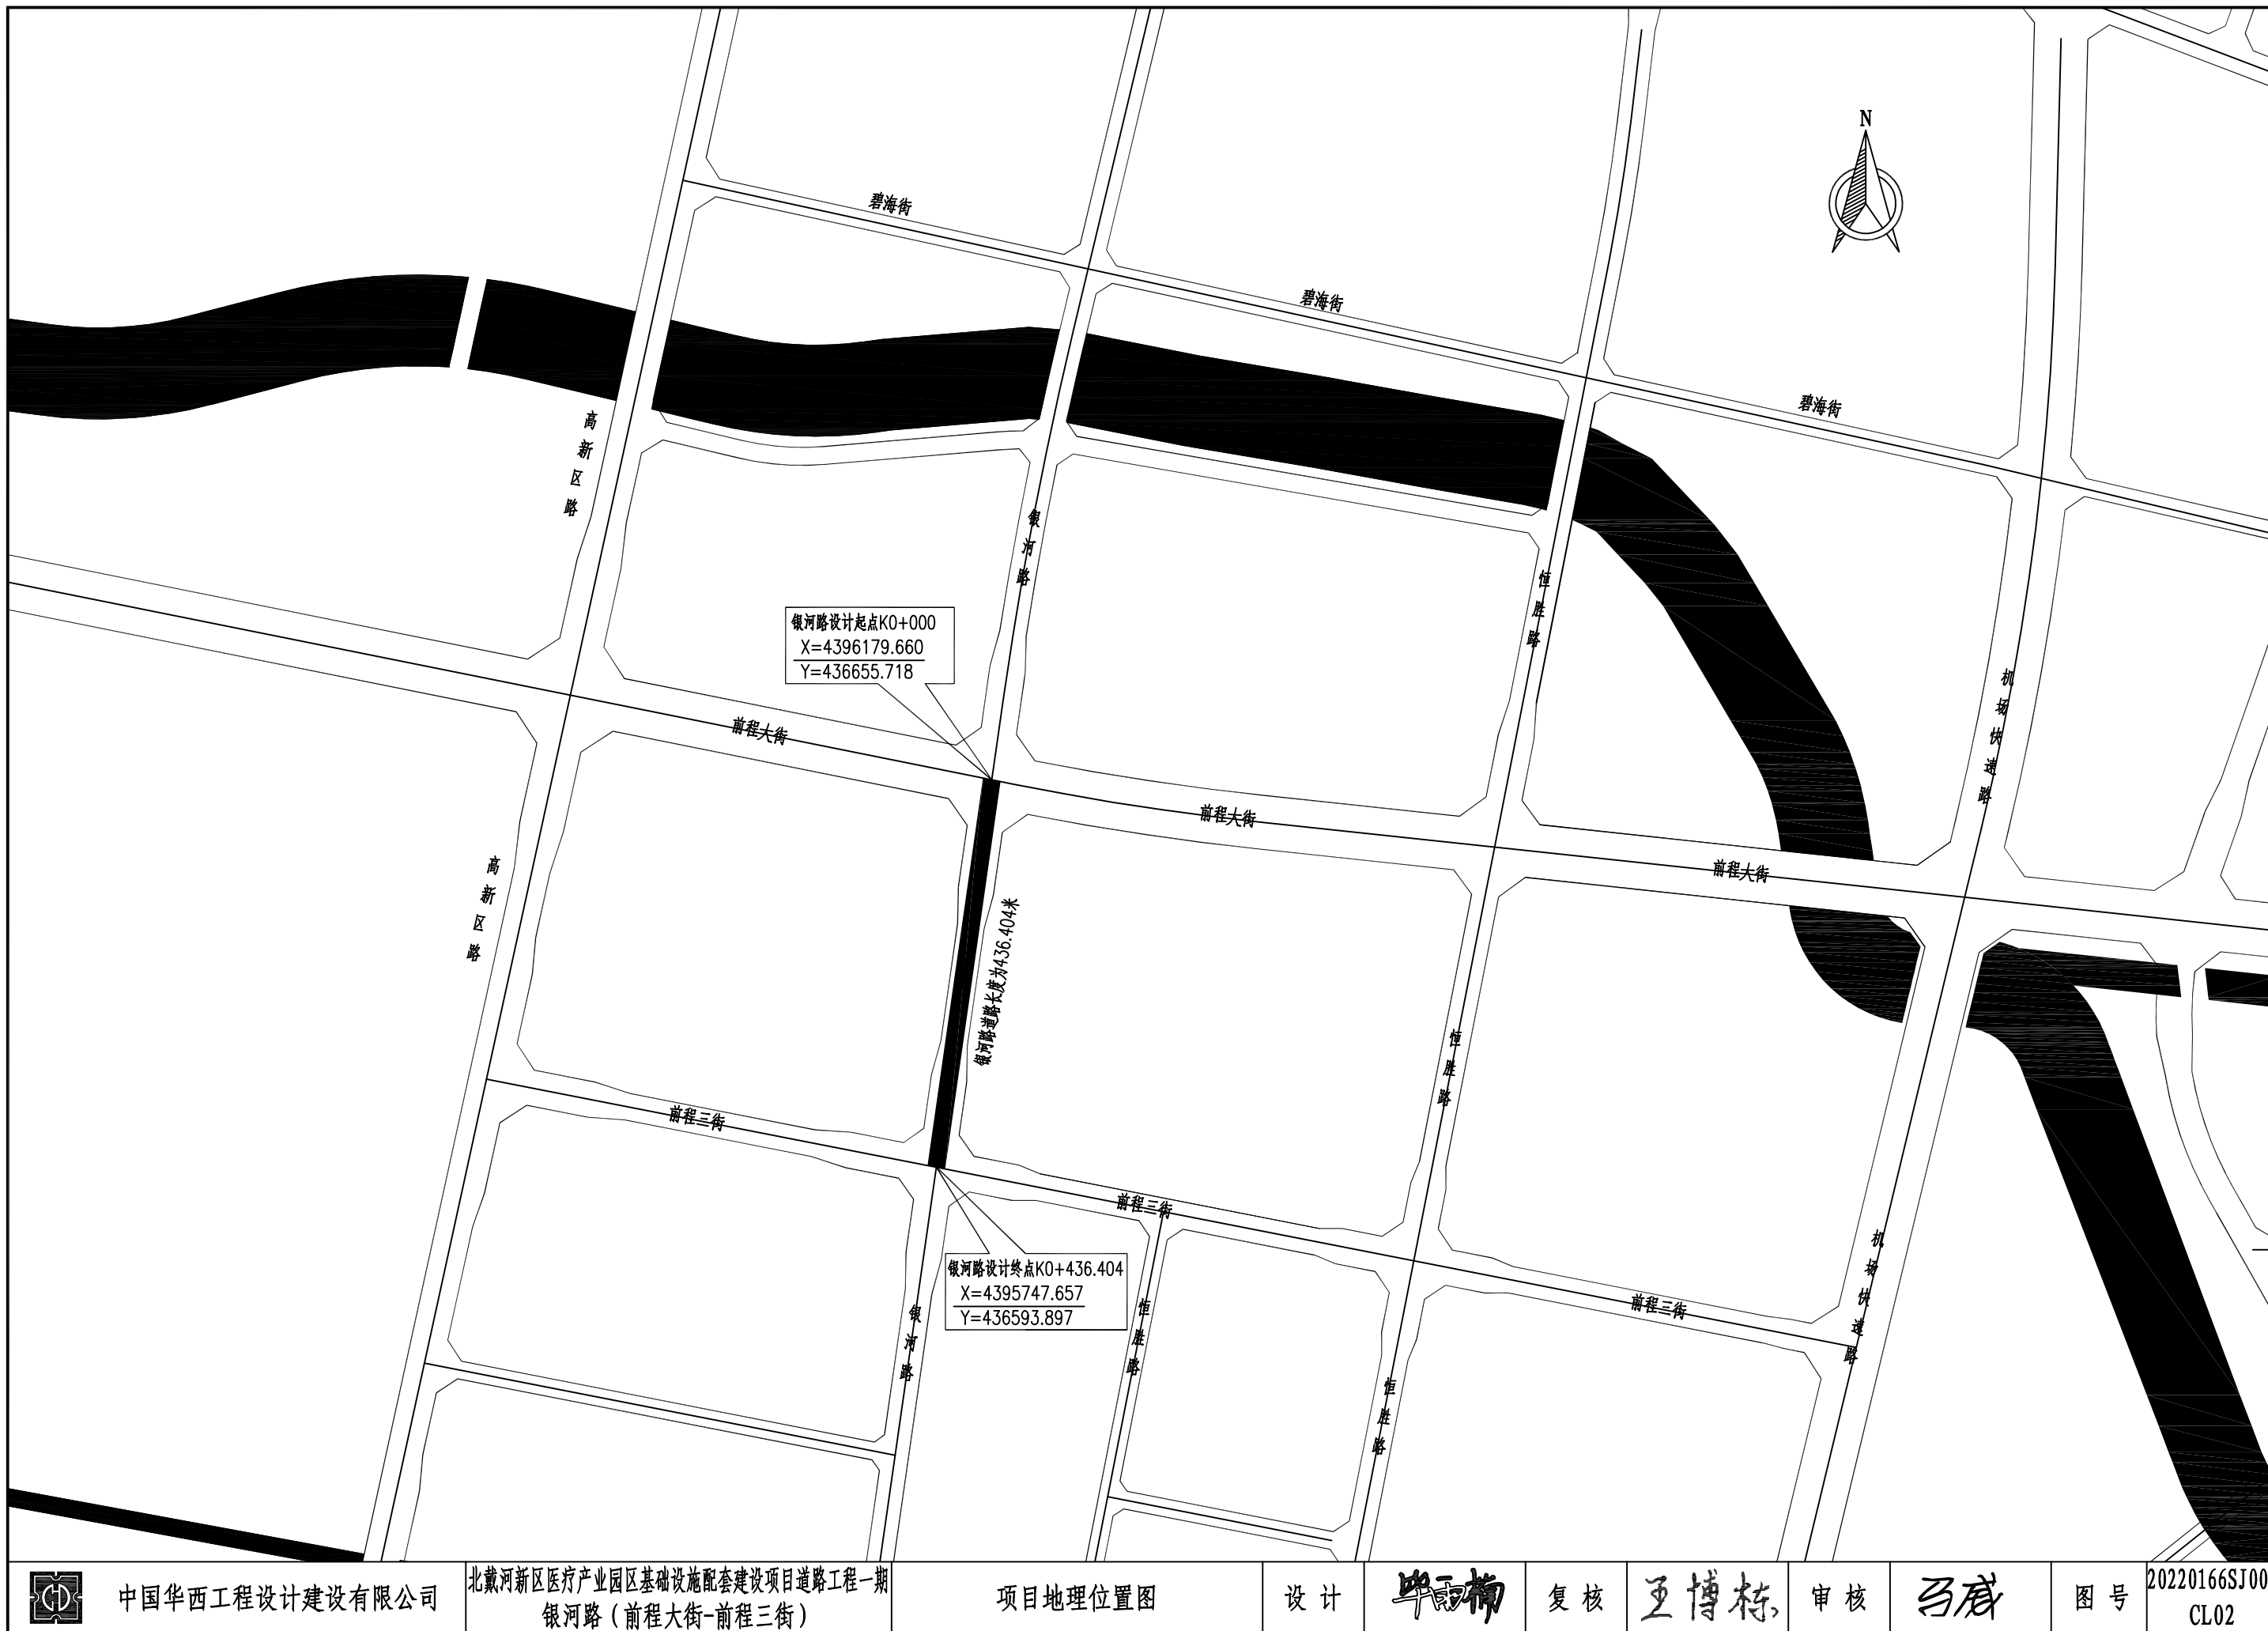 N
碧海街
碧海街
碧海街
高新区路
银河路
恒胜路
机场快速路
银河路设计起点K0+000
X=4396179.660
Y=436655.718
前程大街
前程大街
前程大街
高新区路
银河路道路长度为436.404米
恒胜路
前程三街
前程三街
前程三街
机场快速路
银河路设计终点K0+436.404
X=4395747.657
Y=436593.897
银河路
恒胜路
恒胜路
中国华西工程设计建设有限公司
北戴河新区医疗产业园区基础设施配套建设项目道路工程一期
银河路（前程大街-前程三街）
项目地理位置图
设 计
毕雨楠
复 核
王博栋
审 核
马威
图 号
20220166SJ00
CL02